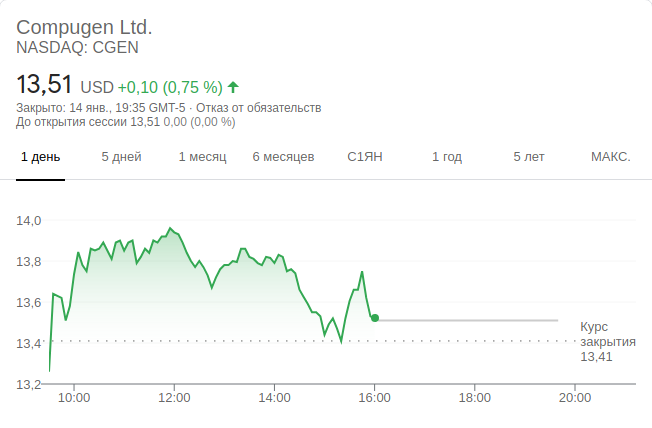 Compugen Ltd.
NASDAQ: CGEN
13,51 USD +0,10 (0,75 %)
Закрыто: 14 янв., 19:35 GMT-5 · Отказ от обязательств
До открытия сессии 13,51 0,00 (0,00 %)
1 день 5 дней 1 месяц 6 месяцев С1ЯН 1 год 5 лет МАКС.
14,0
13,8
13,6
13,4
13,2
Курс
закрытия
13,41
10:00 12:00 14:00 16:00 18:00 20:00